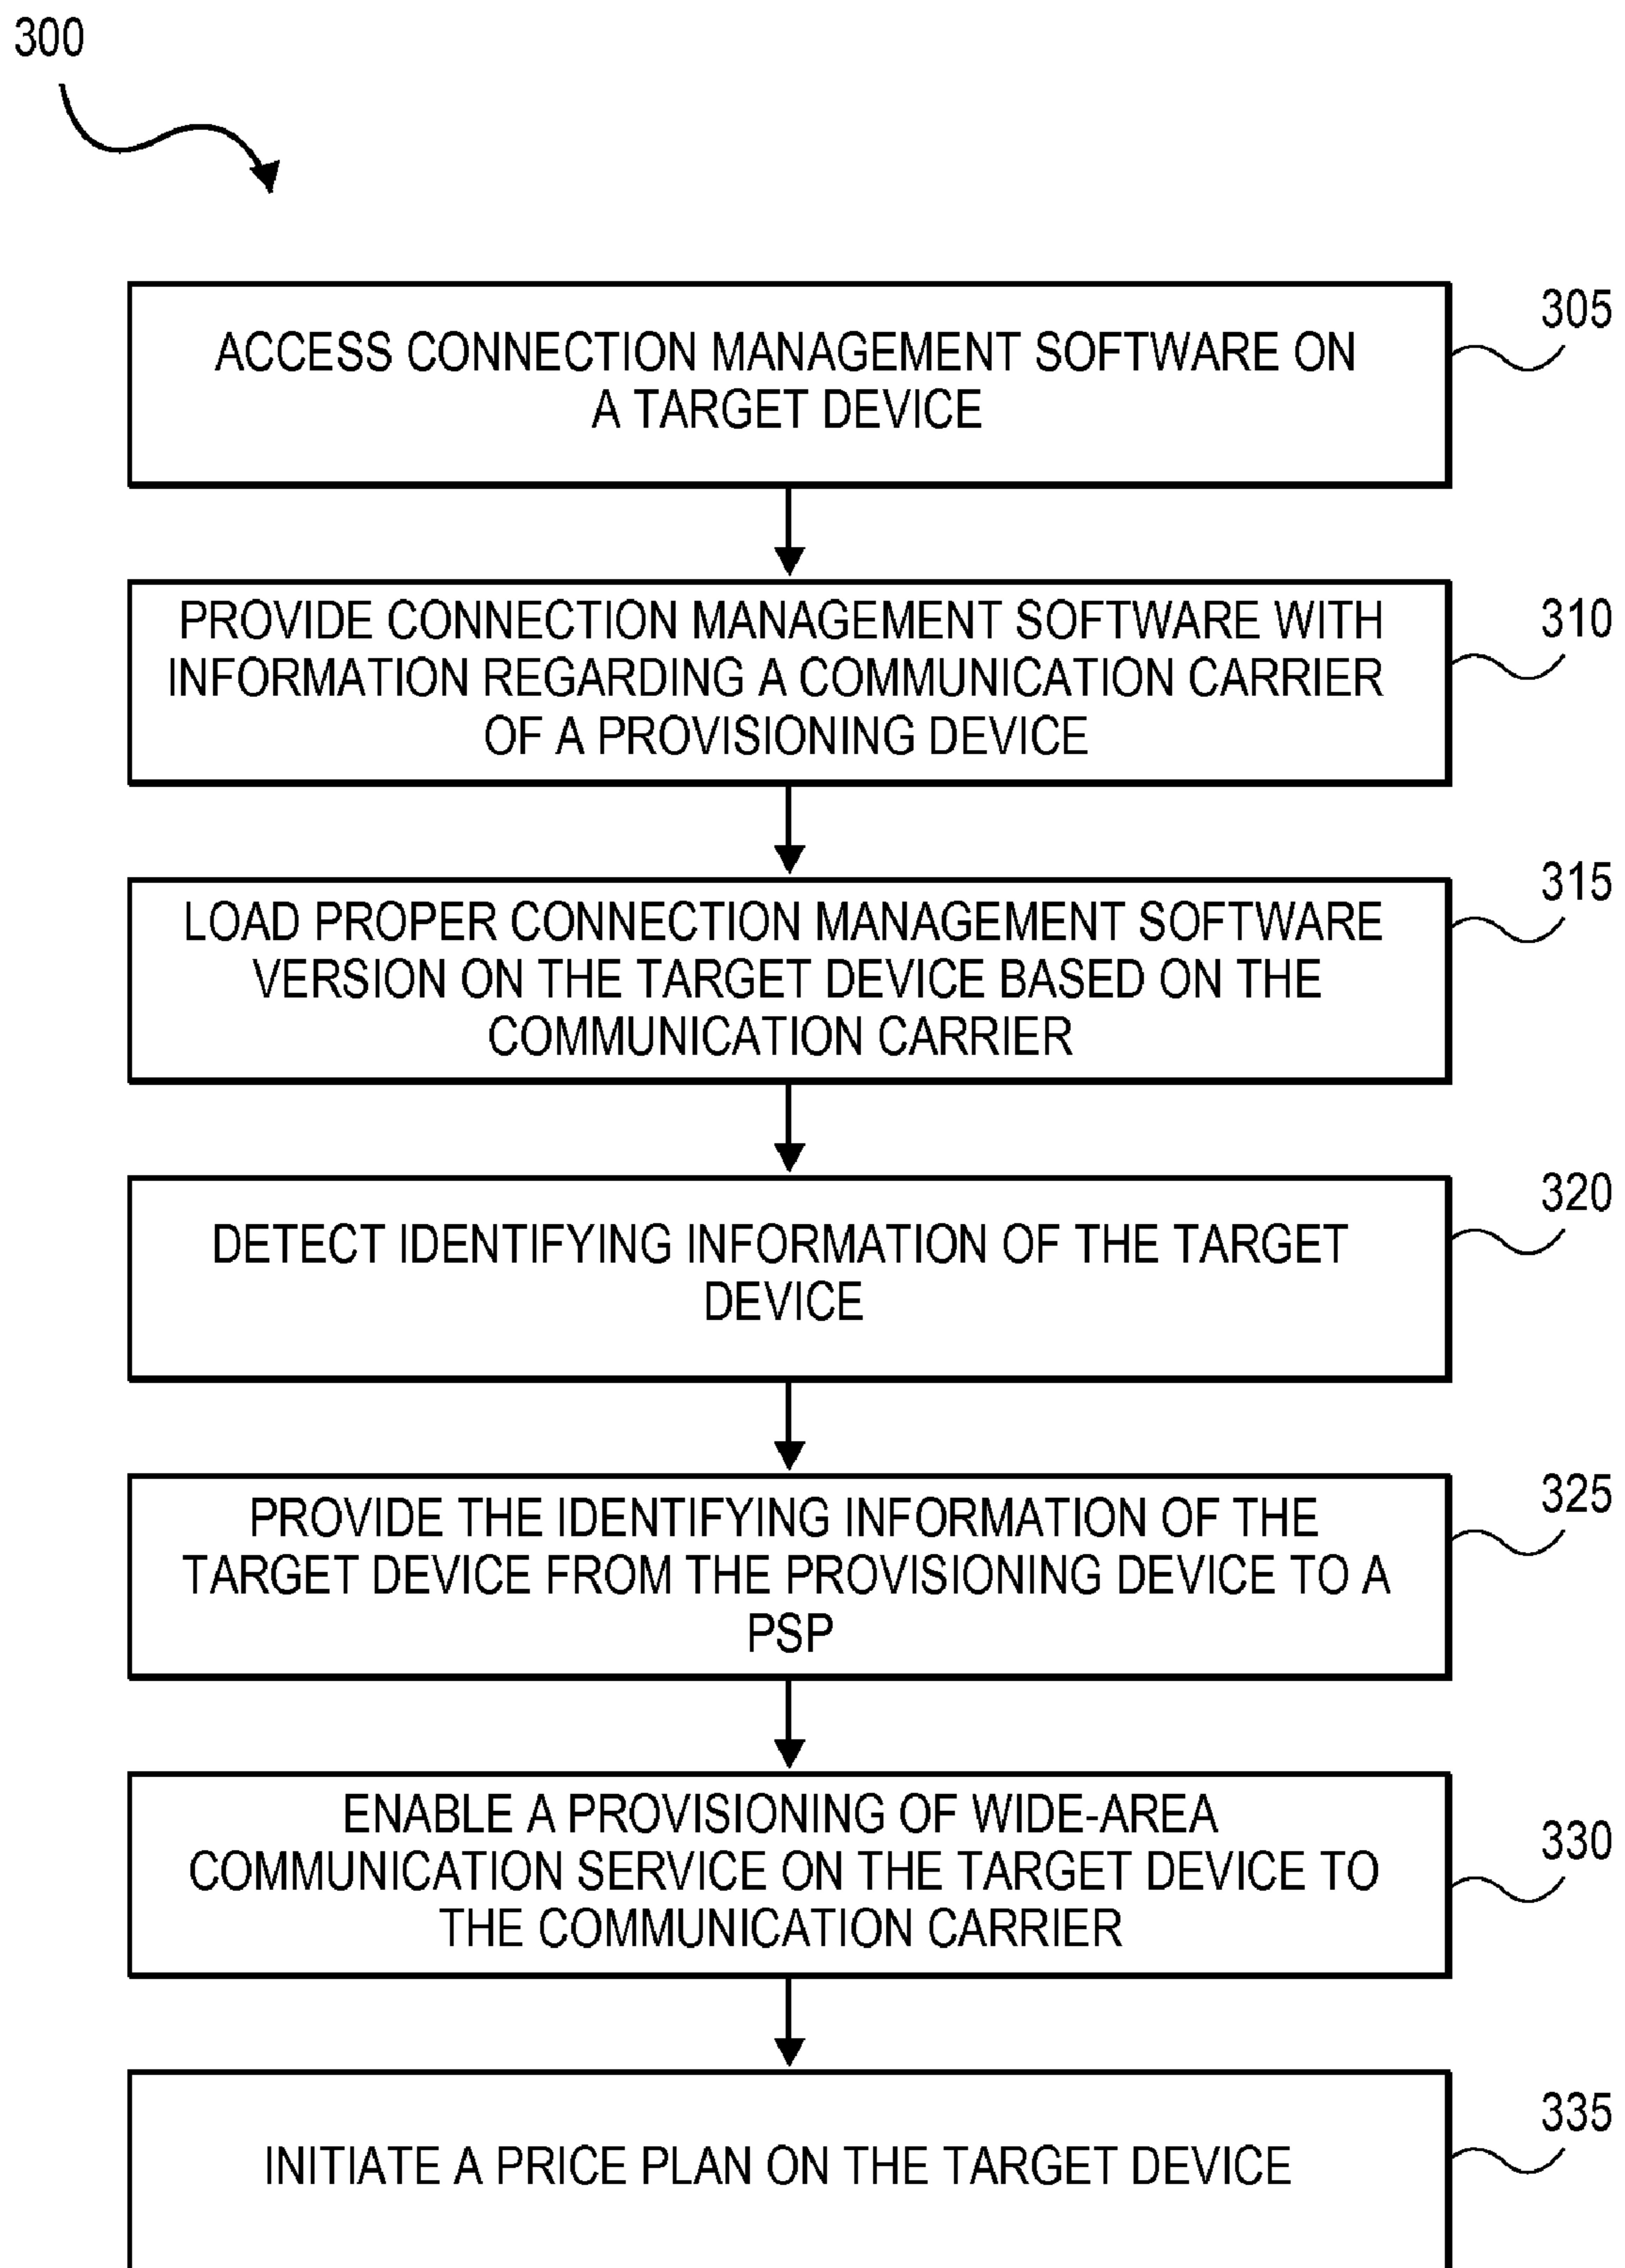 300
305
ACCESS CONNECTION MANAGEMENT SOFTWARE ON
A TARGET DEVICE
310
PROVIDE CONNECTION MANAGEMENT SOFTWARE WITH
INFORMATION REGARDING A COMMUNICATION CARRIER
OF A PROVISIONING DEVICE
315
LOAD PROPER CONNECTION MANAGEMENT SOFTWARE
VERSION ON THE TARGET DEVICE BASED ON THE
COMMUNICATION CARRIER
320
DETECT IDENTIFYING INFORMATION OF THE TARGET
DEVICE
325
PROVIDE THE IDENTIFYING INFORMATION OF THE
TARGET DEVICE FROM THE PROVISIONING DEVICE TO A
PSP
330
ENABLE A PROVISIONING OF WIDE-AREA
COMMUNICATION SERVICE ON THE TARGET DEVICE TO
THE COMMUNICATION CARRIER
335
INITIATE A PRICE PLAN ON THE TARGET DEVICE